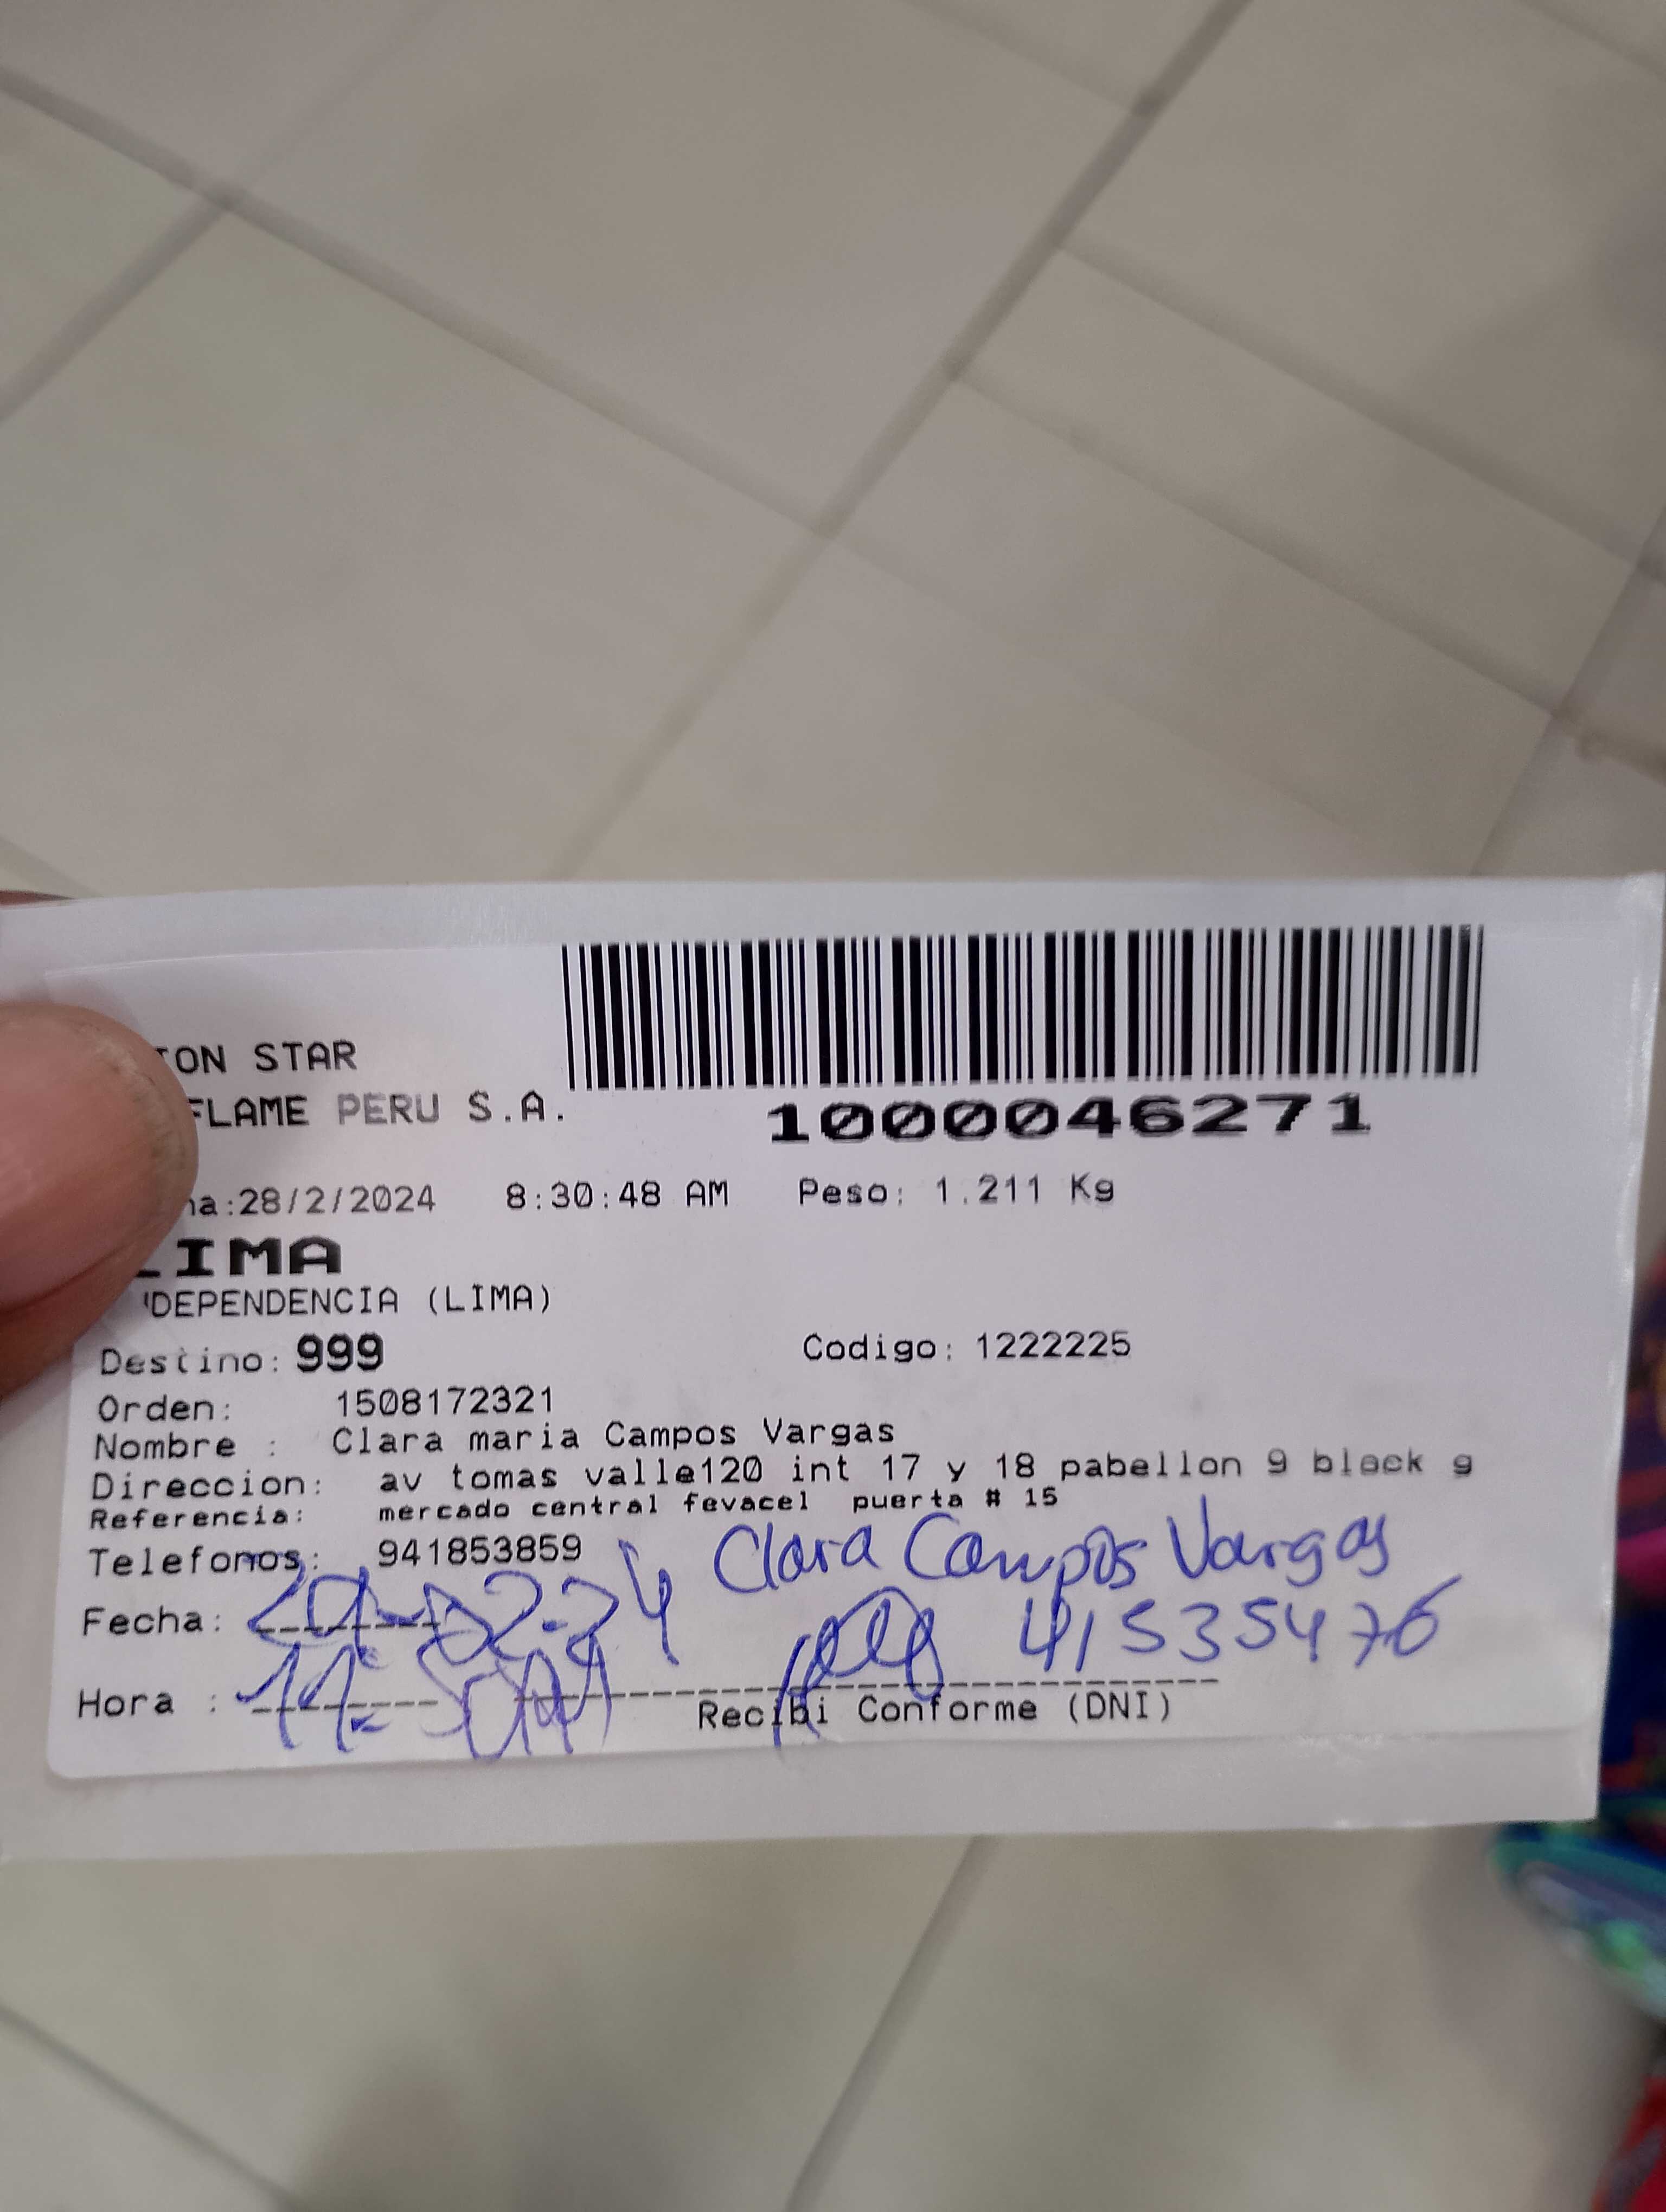 ON STAR
FLAME PERU S.A.
1000046271
a:28/2/2024 8:30:48 AM Peso: 1.211 Kg
LIMA
DEPENDENCIA (LIMA)
Destino: 999 Codigo: 1222225
Orden: 1508172321
Nombre : Clara maria Campos Vargas
Direccion: av tomas valle120 int 17 y 18 pabellon 9 block g
Referencia: mercado central fevacel puerta # 15
Telefonos: 941853859
Clara Campos Vargas
Fecha: 29-02-24
41535476
Hora :
Recibi Conforme (DNI)